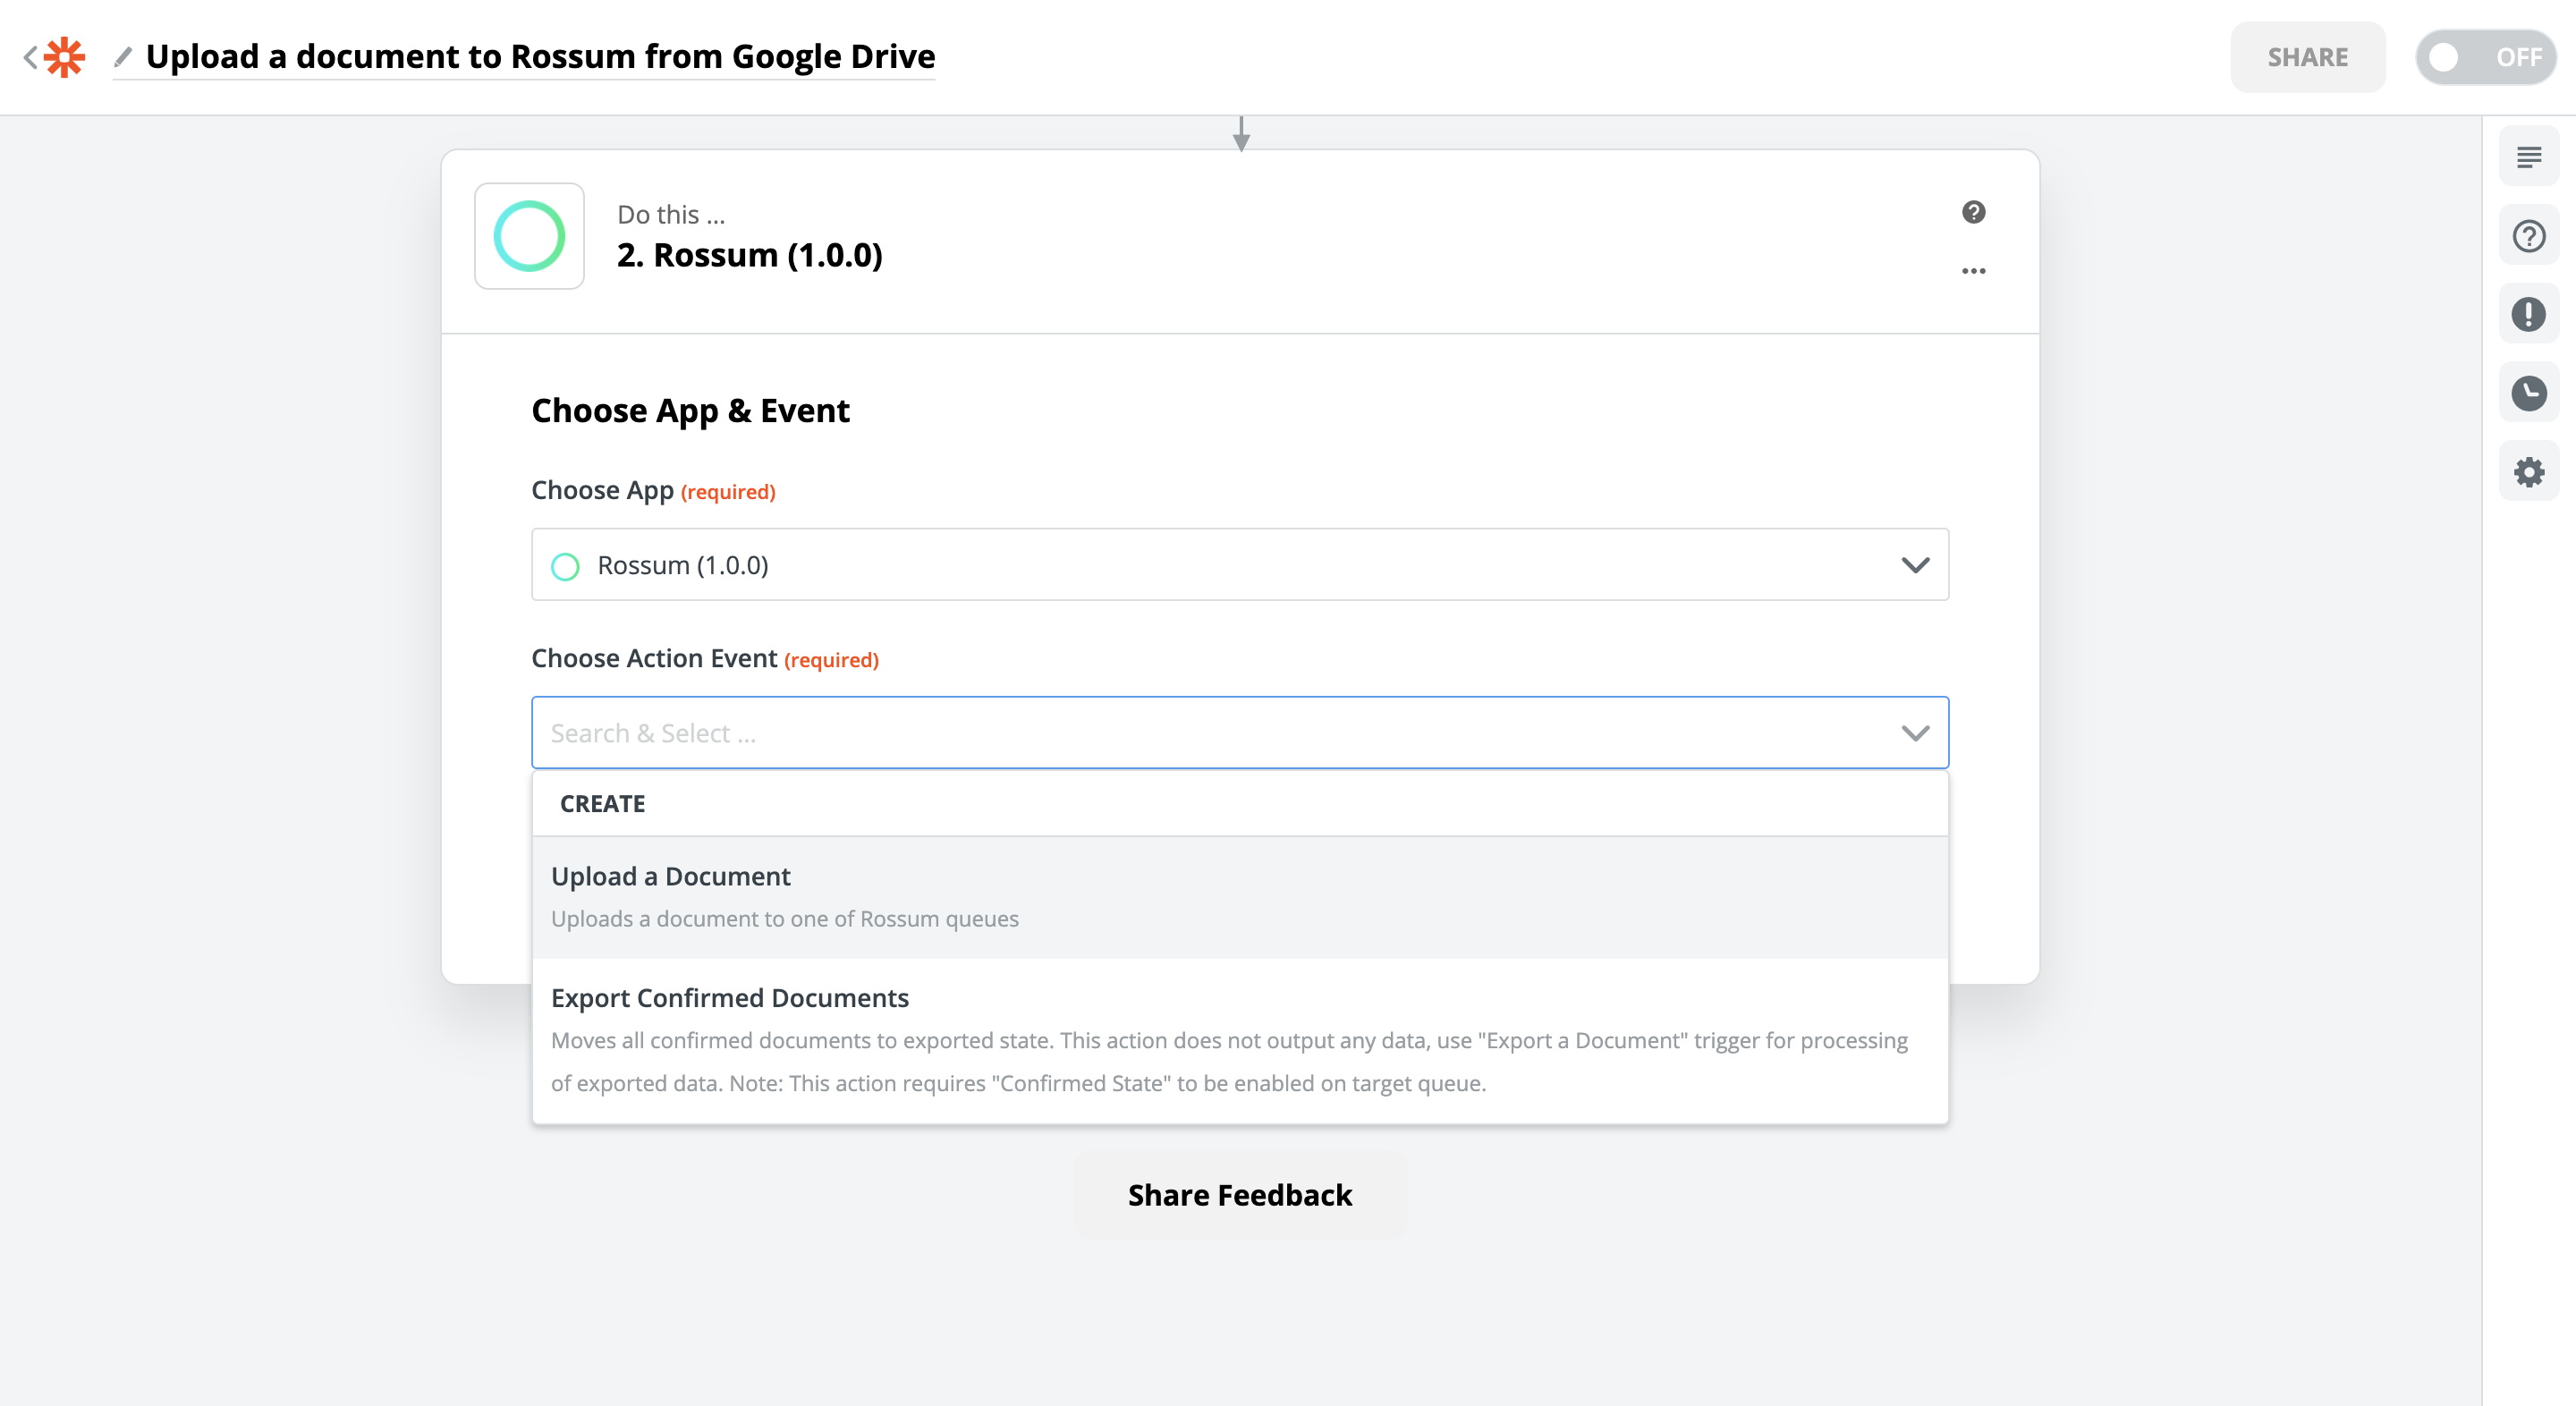 Upload a document to Rossum from Google Drive
SHARE
OFF
Do this ...
2. Rossum (1.0.0)
Choose App & Event
Choose App (required)
Rossum (1.0.0)
Choose Action Event (required)
Search & Select ...
CREATE
Upload a Document
Uploads a document to one of Rossum queues
Export Confirmed Documents
Moves all confirmed documents to exported state. This action does not output any data, use "Export a Document" trigger for processing
of exported data. Note: This action requires "Confirmed State" to be enabled on target queue.
Share Feedback